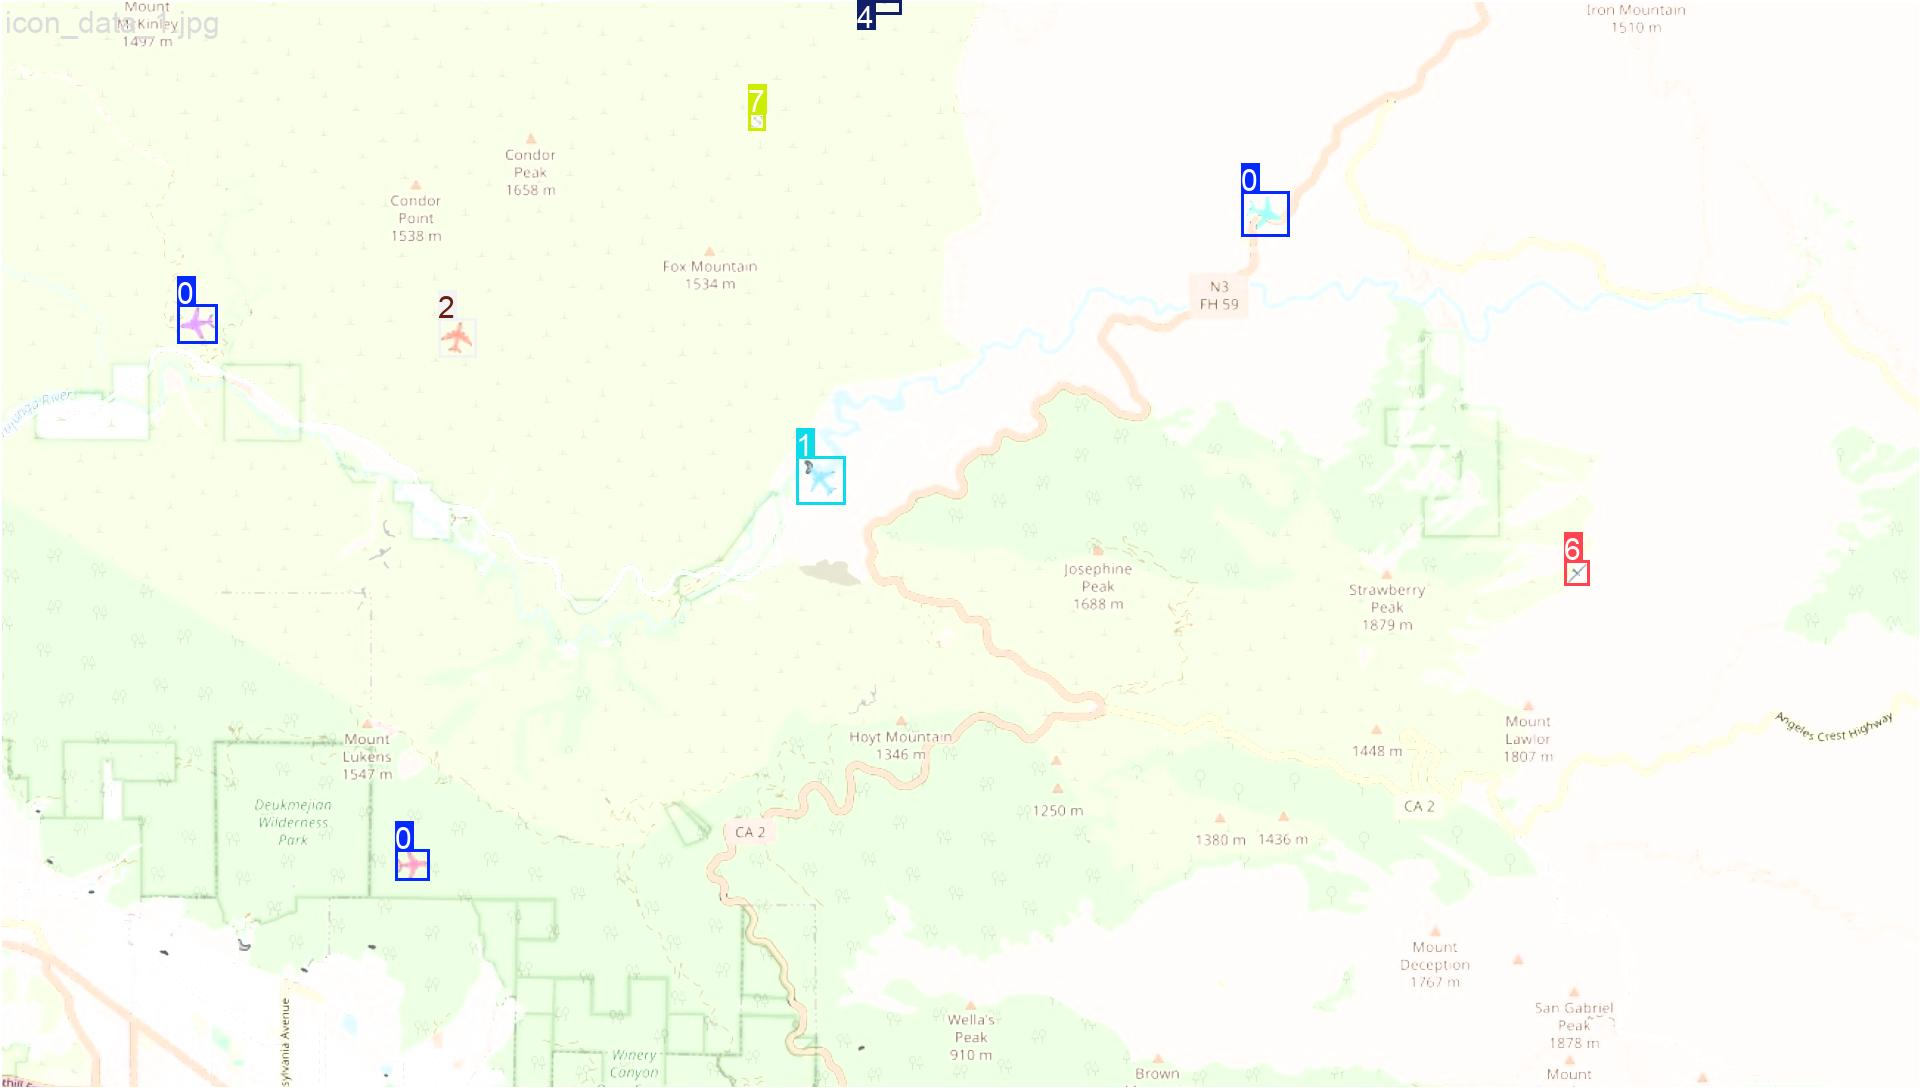 icon_data_1.jpg
Mount
McKinley
1497 m
4
Iron Mountain
1510 m
7
Condor
Peak
1658 m
0
Condor
Point
1538 m
Fox Mountain
1534 m
0
2
N3
FH 59
River
1
6
Josephine
Peak
1688 m
Strawberry
Peak
1879 m
Mount
Lukens
1547 m
Hoyt Mountain
1346 m
Mount
Lawlor
1807 m
Angeles Crest Highway
1448 m
Deukmejian
Wilderness
Park
1250 m
CA 2
CA 2
1380 m
1436 m
0
Mount
Deception
1767 m
San Gabriel
Peak
1878 m
Wella's
Peak
910 m
sylvania Avenue
Winery
Canyon
Brown
Mount